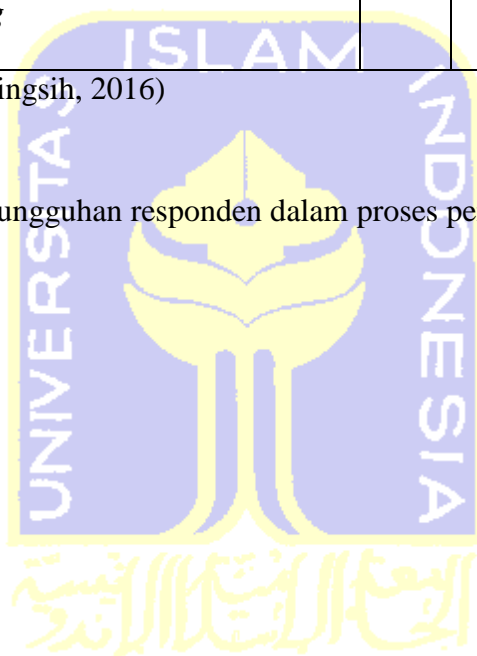 g
ingsih, 2016)
ungguhan responden dalam proses pe
UNIVERSITAS
ISLAM
INDONESIA